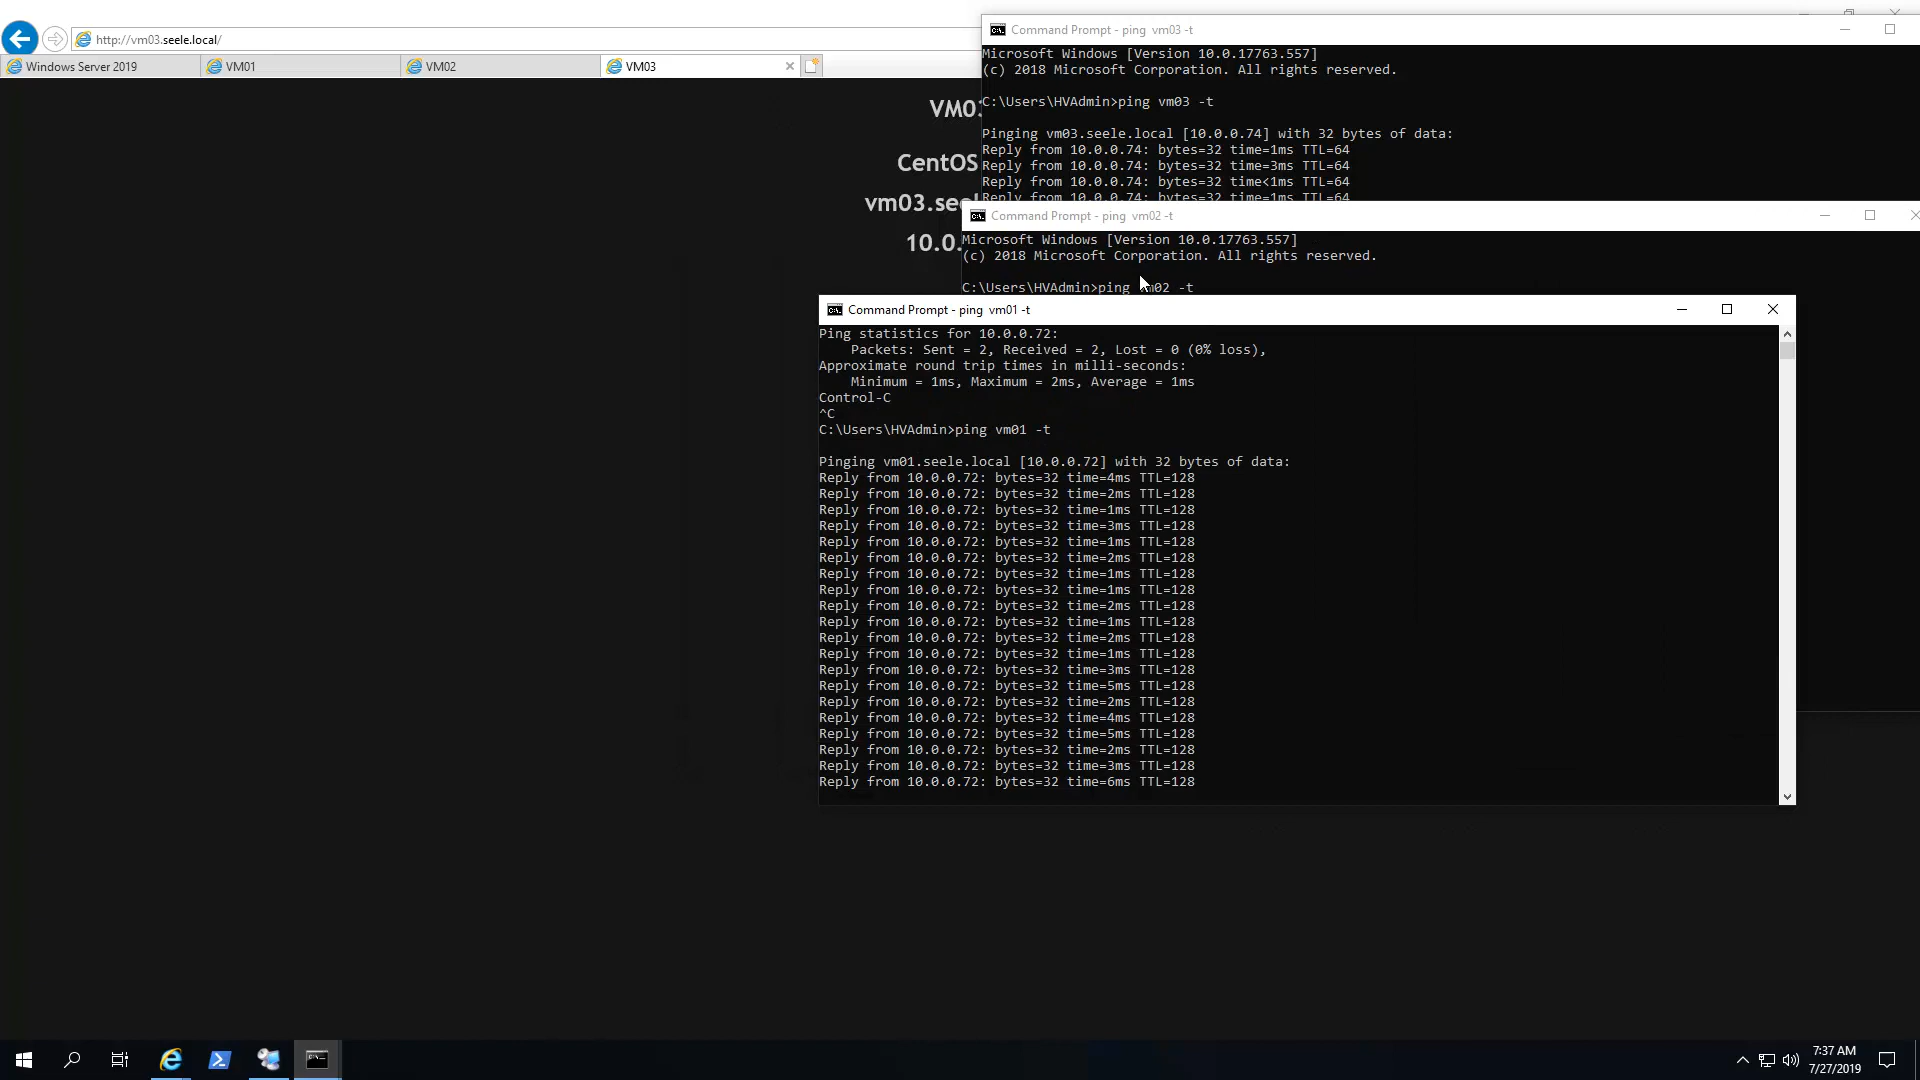 http://vm03.seele.local/
Windows Server 2019
VM01
VM02
VM03
CentOS
10.0.
Command Prompt - ping  vm03 -t
Microsoft Windows [Version 10.0.17763.557]
(c) 2018 Microsoft Corporation. All rights reserved.
C:\Users\HVAdmin>ping vm03 -t
Pinging vm03.seele.local [10.0.0.74] with 32 bytes of data:
Reply from 10.0.0.74: bytes=32 time=1ms TTL=64
Reply from 10.0.0.74: bytes=32 time=3ms TTL=64
Reply from 10.0.0.74: bytes=32 time<1ms TTL=64
Reply from 10.0.0.74: bytes=32 time=1ms TTL=64
Command Prompt - ping  vm02 -t
Microsoft Windows [Version 10.0.17763.557]
(c) 2018 Microsoft Corporation. All rights reserved.
C:\Users\HVAdmin>ping vm02 -t
Command Prompt - ping  vm01 -t
Ping statistics for 10.0.0.72:
Packets: Sent = 2, Received = 2, Lost = 0 (0% loss),
Approximate round trip times in milli-seconds:
Minimum = 1ms, Maximum = 2ms, Average = 1ms
Control-C
^C
C:\Users\HVAdmin>ping vm01 -t
Pinging vm01.seele.local [10.0.0.72] with 32 bytes of data:
Reply from 10.0.0.72: bytes=32 time=4ms TTL=128
Reply from 10.0.0.72: bytes=32 time=2ms TTL=128
Reply from 10.0.0.72: bytes=32 time=1ms TTL=128
Reply from 10.0.0.72: bytes=32 time=3ms TTL=128
Reply from 10.0.0.72: bytes=32 time=1ms TTL=128
Reply from 10.0.0.72: bytes=32 time=2ms TTL=128
Reply from 10.0.0.72: bytes=32 time=1ms TTL=128
Reply from 10.0.0.72: bytes=32 time=1ms TTL=128
Reply from 10.0.0.72: bytes=32 time=2ms TTL=128
Reply from 10.0.0.72: bytes=32 time=1ms TTL=128
Reply from 10.0.0.72: bytes=32 time=2ms TTL=128
Reply from 10.0.0.72: bytes=32 time=1ms TTL=128
Reply from 10.0.0.72: bytes=32 time=3ms TTL=128
Reply from 10.0.0.72: bytes=32 time=5ms TTL=128
Reply from 10.0.0.72: bytes=32 time=2ms TTL=128
Reply from 10.0.0.72: bytes=32 time=4ms TTL=128
Reply from 10.0.0.72: bytes=32 time=5ms TTL=128
Reply from 10.0.0.72: bytes=32 time=2ms TTL=128
Reply from 10.0.0.72: bytes=32 time=3ms TTL=128
Reply from 10.0.0.72: bytes=32 time=6ms TTL=128
7:37 AM
7/27/2019